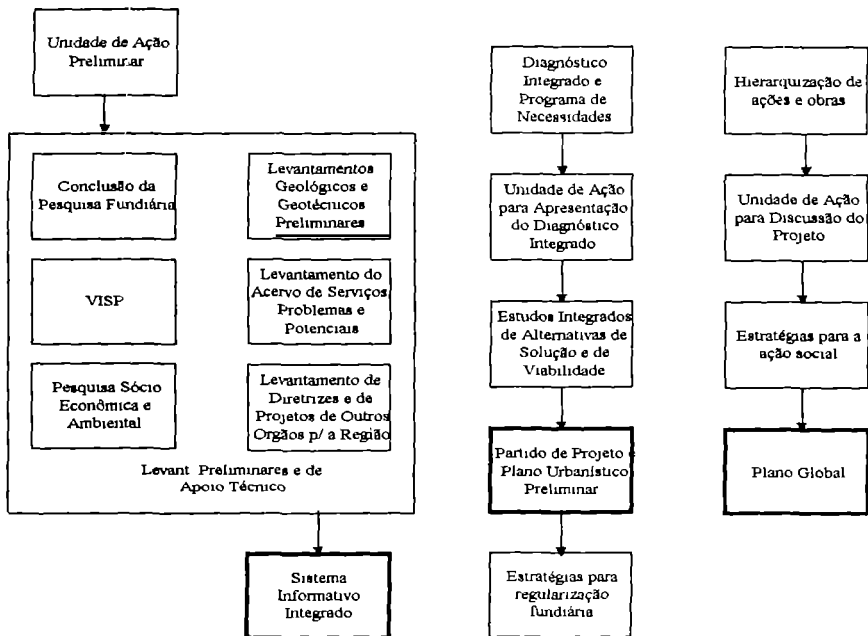 Unidade de Ação
Preliminar
Conclusão da
Pesquisa Fundiária
Levantamentos
Geológicos e
Geotécnicos
Preliminares
VISP
Levantamento do
Acervo de Serviços
Problemas e
Potenciais
Pesquisa Sócio
Econômica e
Ambiental
Levantamento de
Diretrizes e de
Projetos de Outros
Orgãos p/ a Região
Levant Preliminares e de
Apoio Técnico
Sistema
Informativo
Integrado
Diagnóstico
Integrado e
Programa de
Necessidades
Unidade de Ação
para Apresentação
do Diagnóstico
Integrado
Estudos Integrados
de Alternativas de
Solução e de
Viabilidade
Partido de Projeto e
Plano Urbanístico
Preliminar
Estratégias para
regularização
fundiária
Hierarquização de
ações e obras
Unidade de Ação
para Discussão do
Projeto
Estratégias para a
ação social
Plano Global